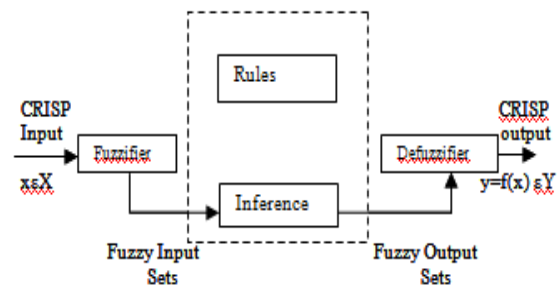 Rules
CRISP
Input
Fuzzifier
xεX
CRISP
output
Defuzzifier
y=f(x) εY
Inference
Fuzzy Input
Sets
Fuzzy Output
Sets